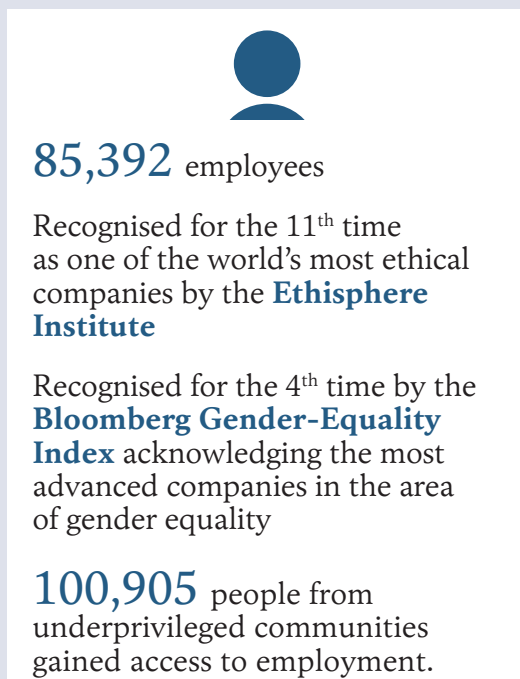 85,392 employees
Recognised for the 11th time
as one of the world’s most ethical
companies by the Ethisphere
Institute
Recognised for the 4th time by the
Bloomberg Gender-Equality
Index acknowledging the most
advanced companies in the area
of gender equality
100,905 people from
underprivileged communities
gained access to employment.